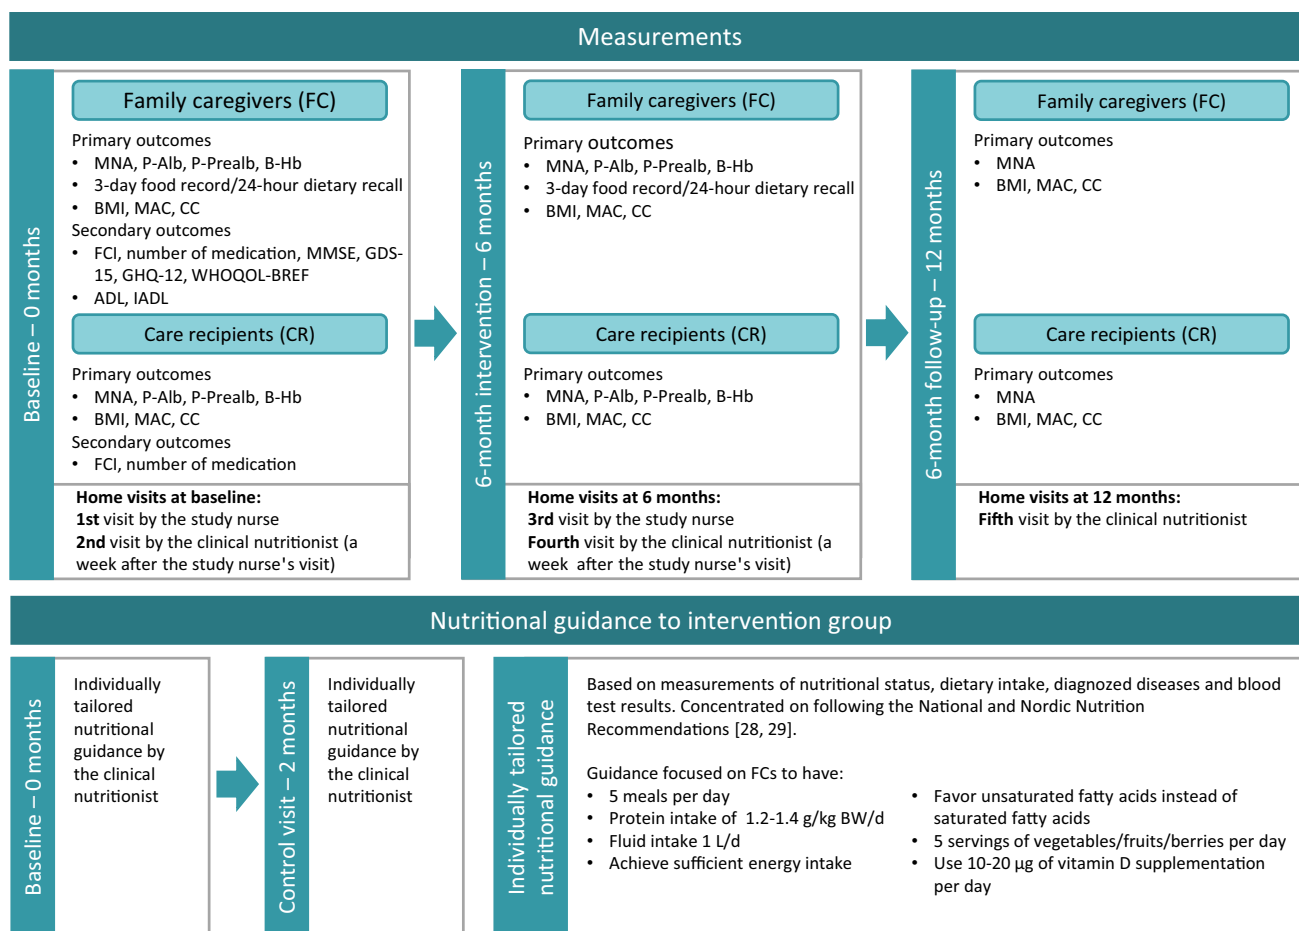 Measurements
Baseline – 0 months
Family caregivers (FC)
Primary outcomes
• MNA, P-Alb, P-Prealb, B-Hb
• 3-day food record/24-hour dietary recall
• BMI, MAC, CC
Secondary outcomes
• FCI, number of medication, MMSE, GDS-
15, GHQ-12, WHOQOL-BREF
• ADL, IADL
Care recipients (CR)
Primary outcomes
• MNA, P-Alb, P-Prealb, B-Hb
• BMI, MAC, CC
Secondary outcomes
• FCI, number of medication
Home visits at baseline:
1st visit by the study nurse
2nd visit by the clinical nutritionist (a
week after the study nurse's visit)
6-month intervention – 6 months
Family caregivers (FC)
Primary outcomes
• MNA, P-Alb, P-Prealb, B-Hb
• 3-day food record/24-hour dietary recall
• BMI, MAC, CC
Care recipients (CR)
Primary outcomes
• MNA, P-Alb, P-Prealb, B-Hb
• BMI, MAC, CC
Home visits at 6 months:
3rd visit by the study nurse
Fourth visit by the clinical nutritionist (a
week after the study nurse's visit)
6-month follow-up – 12 months
Family caregivers (FC)
Primary outcomes
• MNA
• BMI, MAC, CC
Care recipients (CR)
Primary outcomes
• MNA
• BMI, MAC, CC
Home visits at 12 months:
Fifth visit by the clinical nutritionist
Nutritional guidance to intervention group
Baseline – 0 months
Individually
tailored
nutritional
guidance by
the clinical
nutritionist
Control visit – 2 months
Individually
tailored
nutritional
guidance by
the clinical
nutritionist
Individually tailored
nutritional guidance
Based on measurements of nutritional status, dietary intake, diagnozed diseases and blood
test results. Concentrated on following the National and Nordic Nutrition
Recommendations [28, 29].
Guidance focused on FCs to have:
• 5 meals per day
• Protein intake of 1.2-1.4 g/kg BW/d
• Fluid intake 1 L/d
• Achieve sufficient energy intake
• Favor unsaturated fatty acids instead of
saturated fatty acids
• 5 servings of vegetables/fruits/berries per day
• Use 10-20 µg of vitamin D supplementation
per day